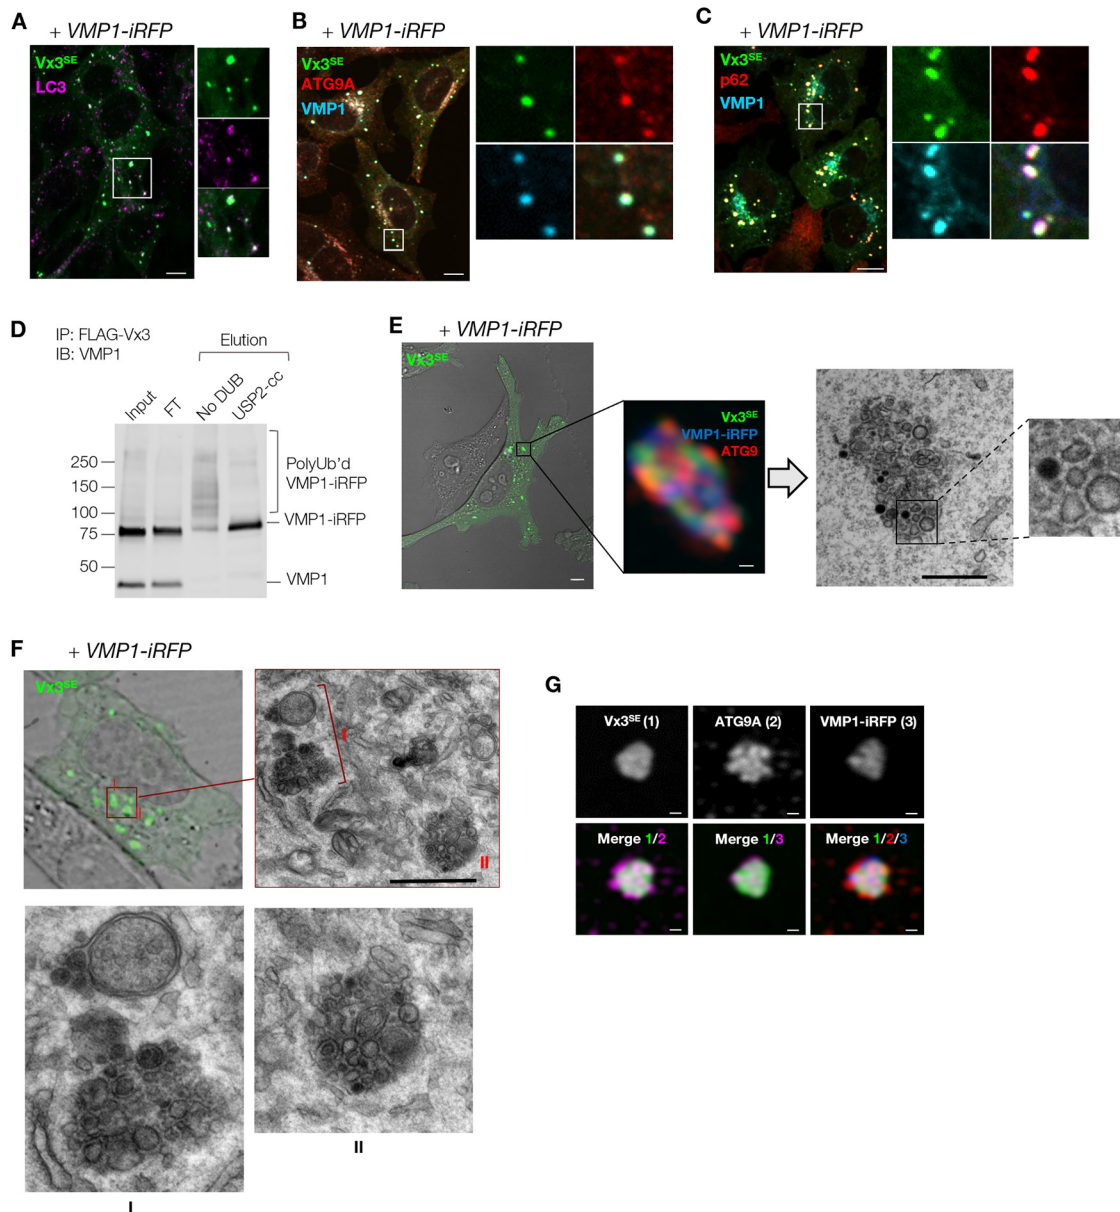 A
+ VMP1-iRFP
Vx3SE
LC3
B
+ VMP1-iRFP
Vx3SE
ATG9A
VMP1
C
+ VMP1-iRFP
Vx3SE
p62
VMP1
D
IP: FLAG-Vx3
IB: VMP1
Elution
Input
FT
No DUB
USP2-cc
250
150
100
75
50
PolyUb'd
VMP1-iRFP
VMP1-iRFP
VMP1
E
+ VMP1-iRFP
Vx3SE
Vx3SE
VMP1-iRFP
ATG9
F
+ VMP1-iRFP
Vx3SE
I
II
I
II
I
II
G
Vx3SE (1)
ATG9A (2)
VMP1-iRFP (3)
Merge 1/2
Merge 1/3
Merge 1/2/3